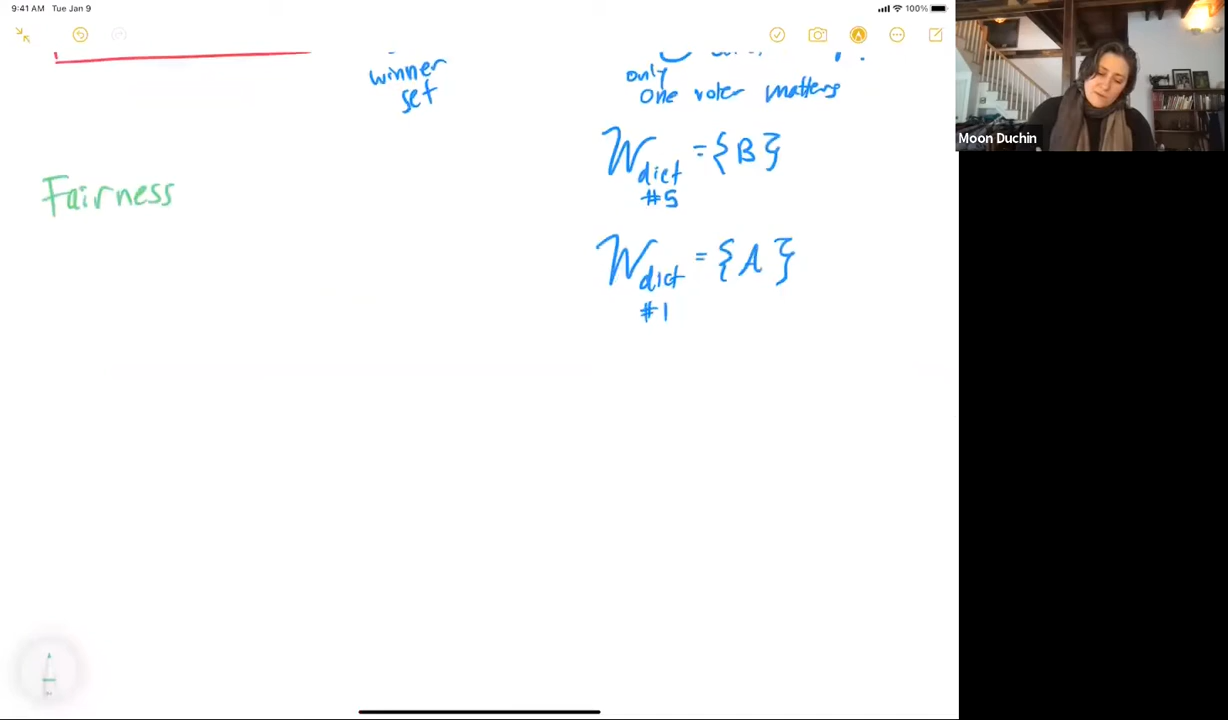 9:41 AM Tue Jan 9
100%
winner
set
only
one voter matters
W dict #5 = {B}
Fairness
W dict #1 = {A}
Moon Duchin